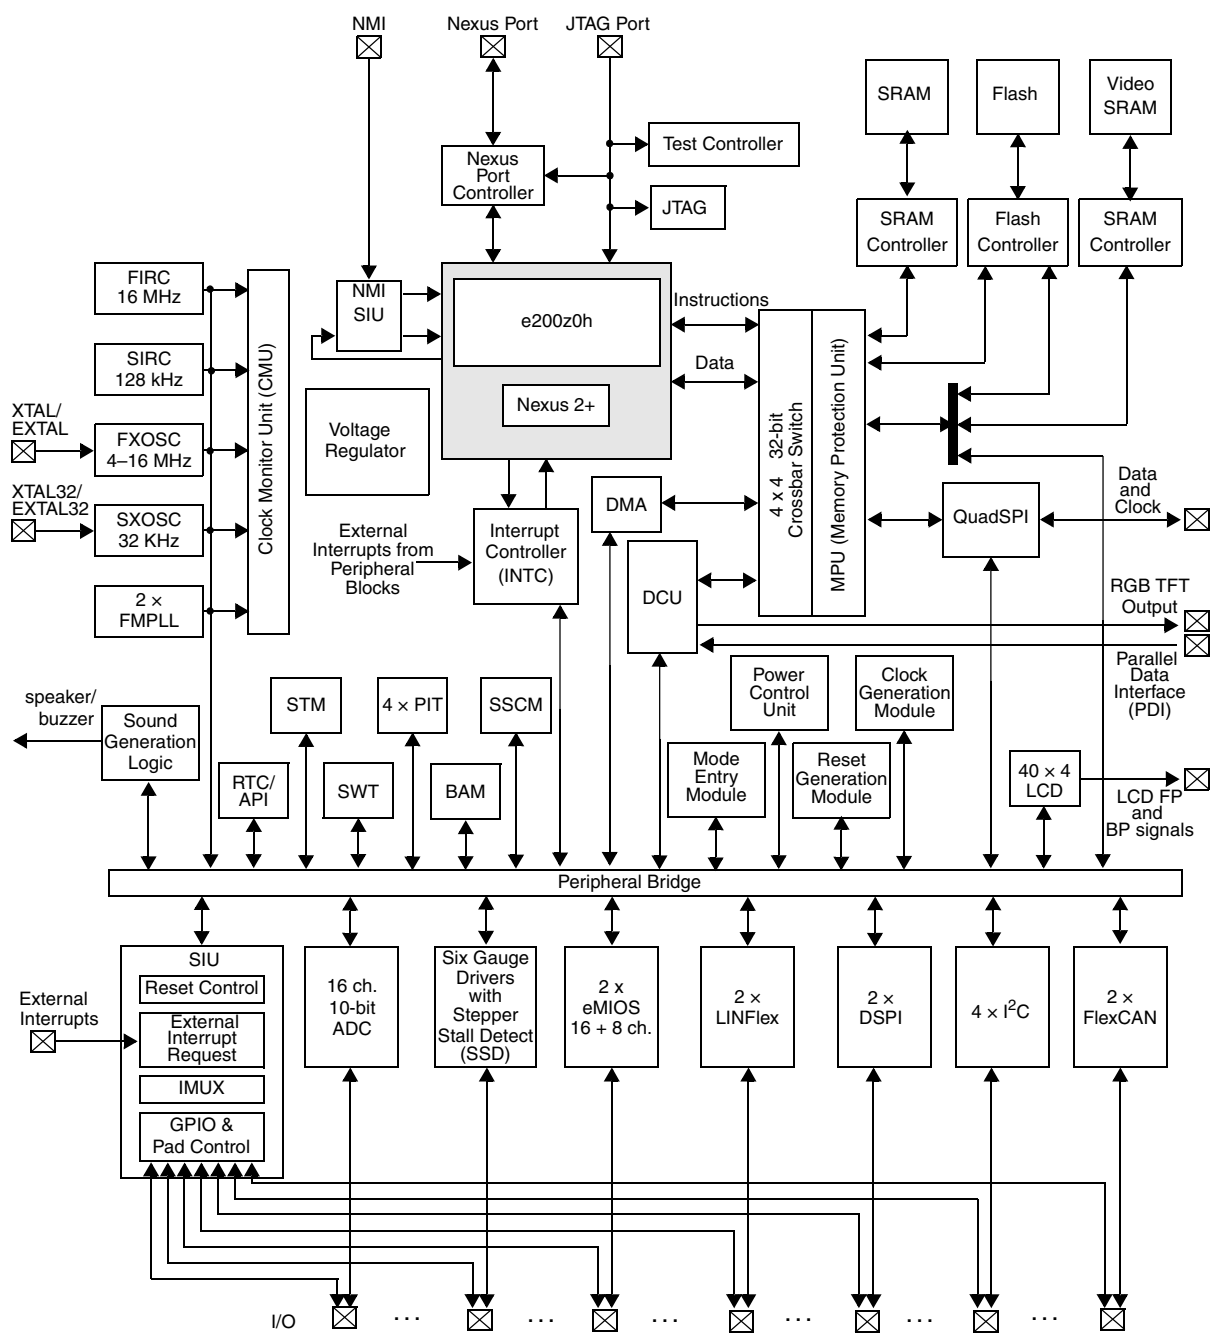 NMI
Nexus Port
JTAG Port
SRAM
Flash
Video
SRAM
Test Controller
Nexus
Port
Controller
JTAG
SRAM
Controller
Flash
Controller
SRAM
Controller
FIRC
16 MHz
NMI
SIU
e200z0h
Instructions
SIRC
128 kHz
Data
Clock Monitor Unit (CMU)
Nexus 2+
Voltage
Regulator
4 x 4 32-bit
Crossbar Switch
MPU (Memory Protection Unit)
XTAL/
EXTAL
FXOSC
4–16 MHz
XTAL32/
EXTAL32
SXOSC
32 KHz
DMA
QuadSPI
Data
and
Clock
External
Interrupts from
Peripheral
Blocks
Interrupt
Controller
(INTC)
DCU
2 ×
FMPLL
RGB TFT
Output
Parallel
Data
Interface
(PDI)
speaker/
buzzer
Sound
Generation
Logic
STM
4 × PIT
SSCM
Power
Control
Unit
Clock
Generation
Module
RTC/
API
SWT
BAM
Mode
Entry
Module
Reset
Generation
Module
40 × 4
LCD
LCD FP
and
BP signals
Peripheral Bridge
SIU
Reset Control
External
Interrupt
Request
IMUX
GPIO &
Pad Control
External
Interrupts
16 ch.
10-bit
ADC
Six Gauge
Drivers
with
Stepper
Stall Detect
(SSD)
2 x
eMIOS
16 + 8 ch.
2 ×
LINFlex
2 ×
DSPI
4 × I²C
2 ×
FlexCAN
I/O
. . .
. . .
. . .
. . .
. . .
. . .